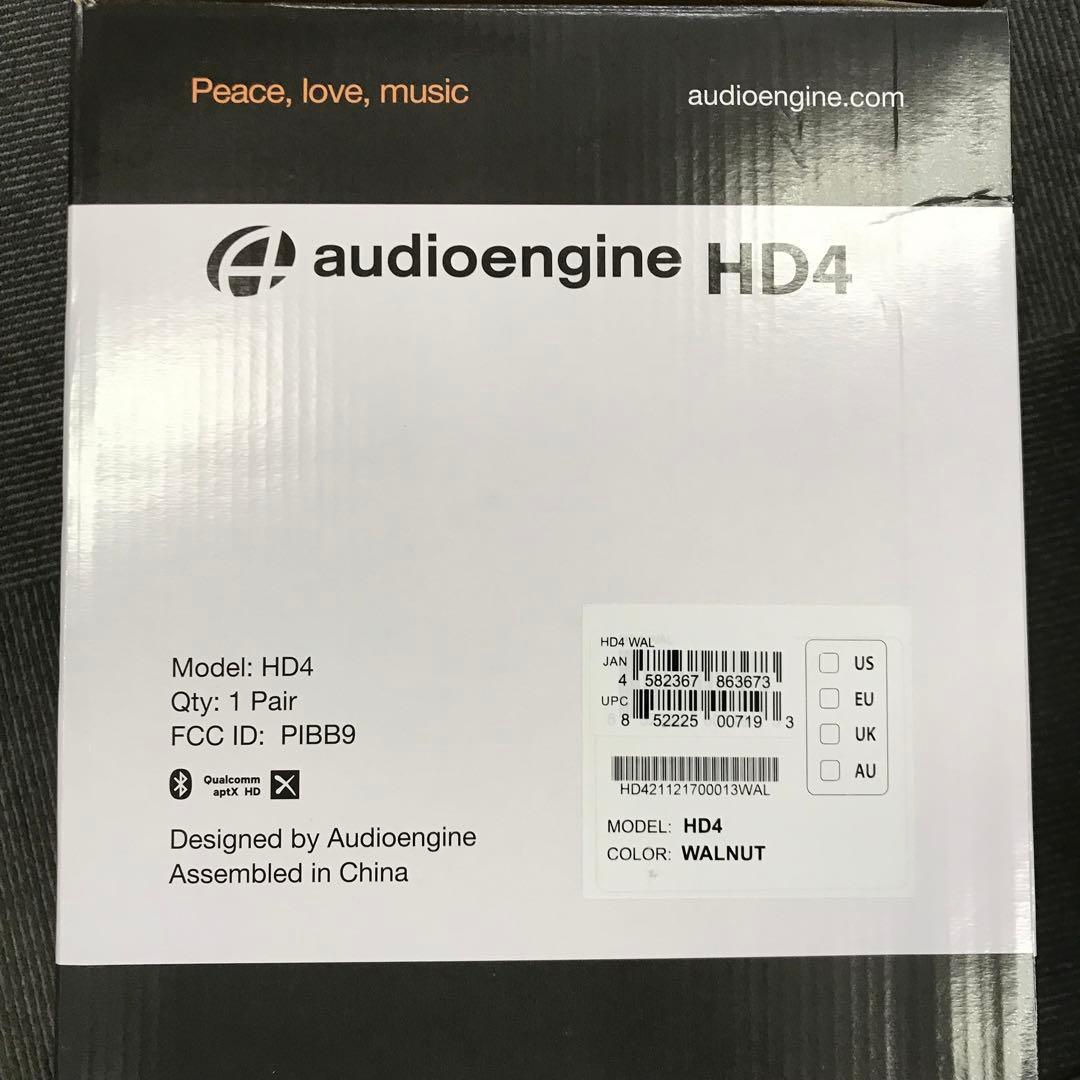 Peace, love, music
audioengine.com
audioengine HD4
Model: HD4
Qty: 1 Pair
FCC ID: PIBB9
Qualcomm
aptX HD
Designed by Audioengine
Assembled in China
HD4 WAL
JAN
4 582367 863673
UPC
8 52225 00719 3
HD421121700013WAL
MODEL: HD4
COLOR: WALNUT
US
EU
UK
AU